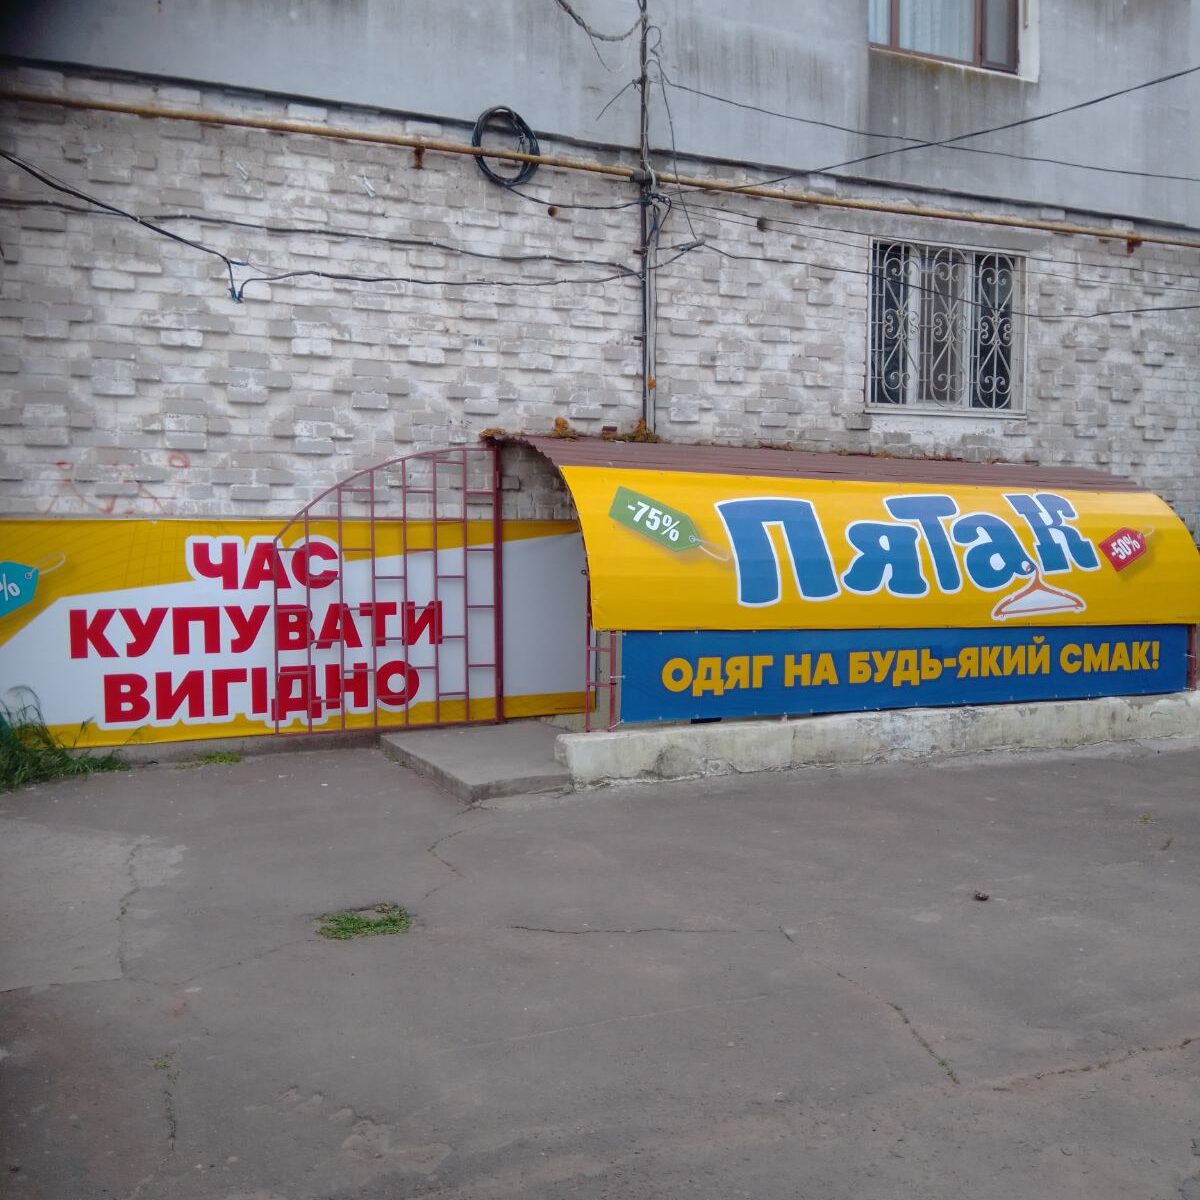 %
ЧАС
КУПУВАТИ
ВИГІДНО
-75%
ПЯТАК
-50%
ОДЯГ НА БУДЬ-ЯКИЙ СМАК!